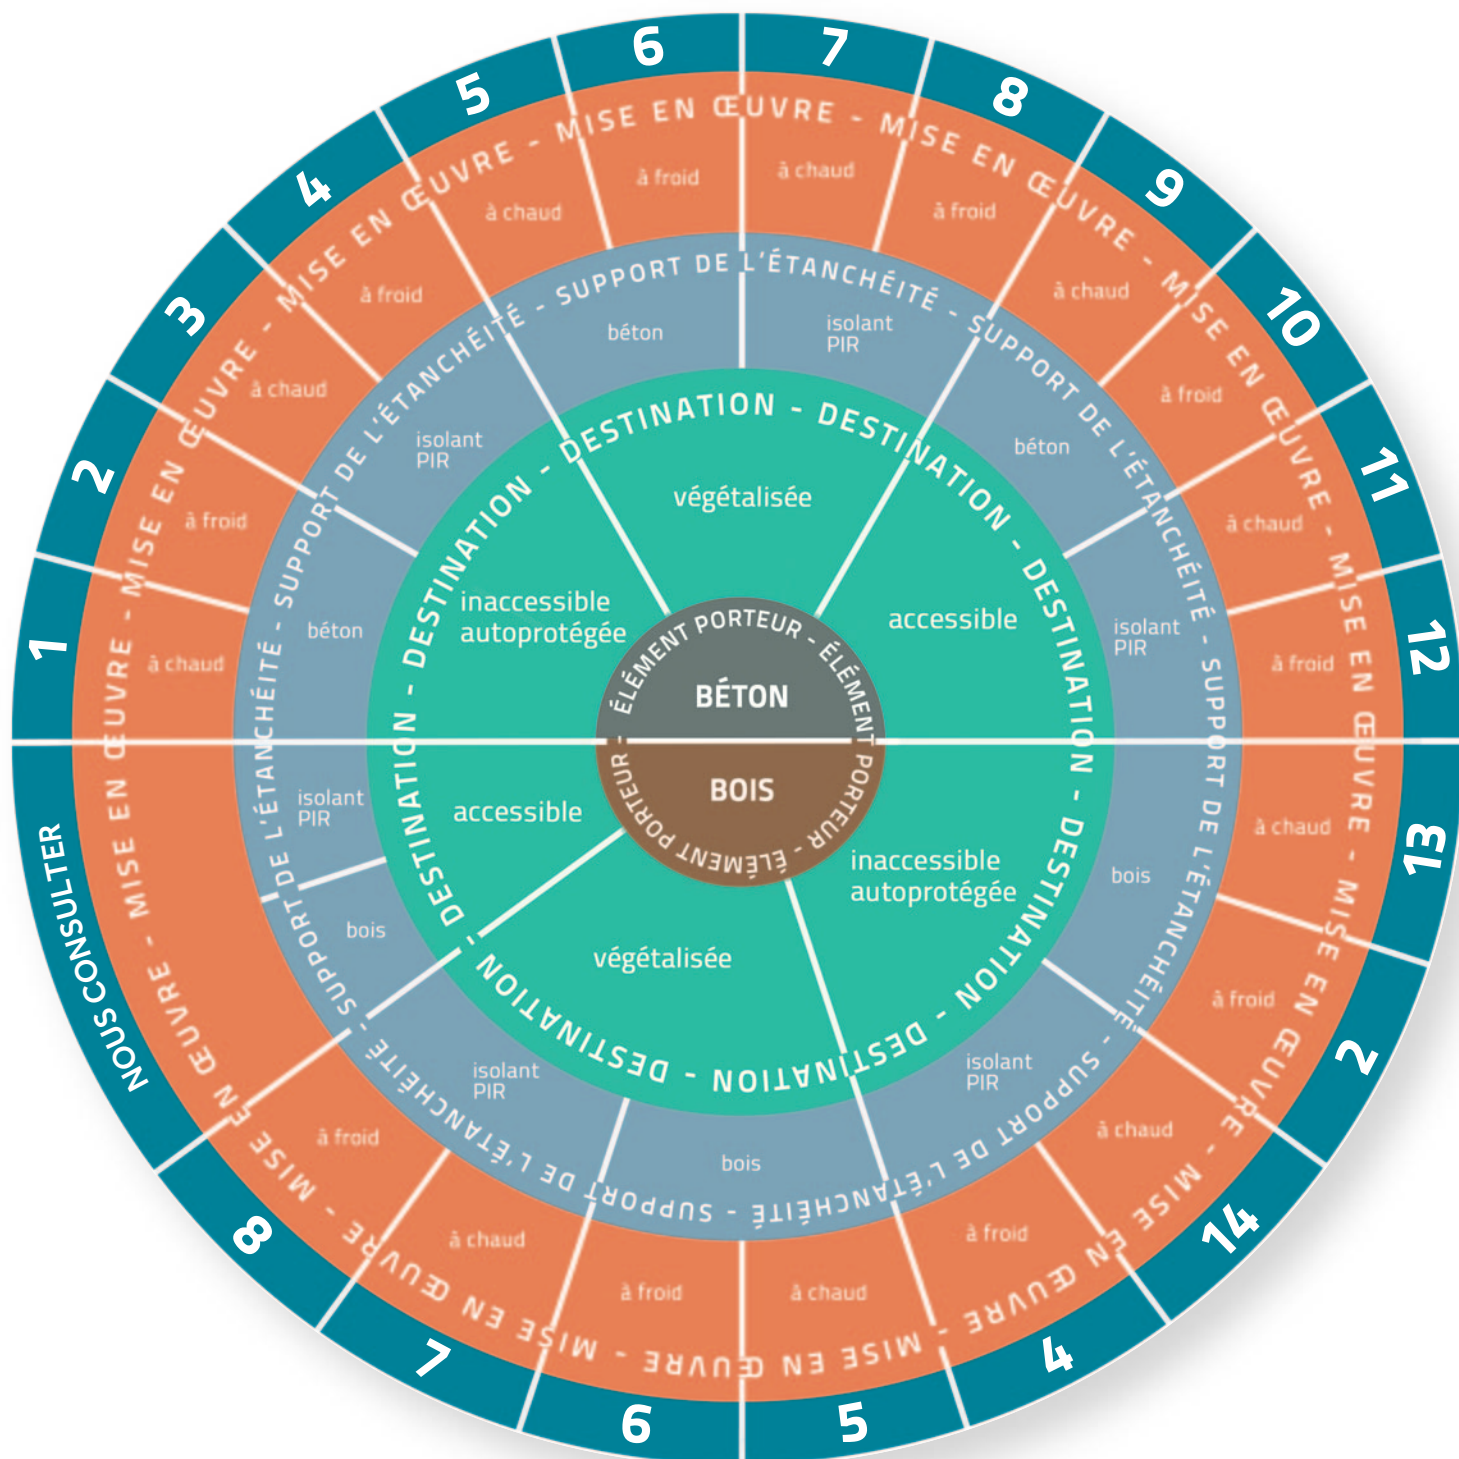 1
2
3
4
5
6
7
8
9
10
11
12
13
2
14
4
5
6
7
8
NOUS CCONSULTER
MISE EN ŒUVRE - MISE EN ŒUVRE - MISE EN ŒUVRE - MISE EN ŒUVRE - MISE EN ŒUVRE - MISE EN ŒUVRE - MISE EN ŒUVRE - MISE EN ŒUVRE - MISE EN ŒUVRE - MISE EN ŒUVRE - MISE EN ŒUVRE - MISE EN ŒUVRE -
à chaud
à froid
à chaud
à froid
à chaud
à froid
à chaud
à froid
à chaud
à froid
à chaud
à froid
à chaud
à froid
à chaud
à froid
à chaud
à froid
à chaud
à froid
SUPPORT DE L'ÉTANCHÉITÉ - SUPPORT DE L'ÉTANCHÉITÉ - SUPPORT DE L'ÉTANCHÉITÉ - SUPPORT DE L'ÉTANCHÉITÉ - SUPPORT DE L'ÉTANCHÉITÉ - SUPPORT DE L'ÉTANCHÉITÉ - SUPPORT DE L'ÉTANCHÉITÉ -
béton
isolant
PIR
béton
isolant
PIR
béton
isolant
PIR
bois
isolant
PIR
bois
isolant
PIR
bois
isolant
PIR
DESTINATION - DESTINATION - DESTINATION - DESTINATION - DESTINATION - DESTINATION - DESTINATION - DESTINATION -
inaccessible
autoprotégée
végétalisée
accessible
inaccessible
autoprotégée
végétalisée
accessible
ÉLÉMENT PORTEUR - ÉLÉMENT PORTEUR - ÉLÉMENT PORTEUR -
BÉTON
BOIS